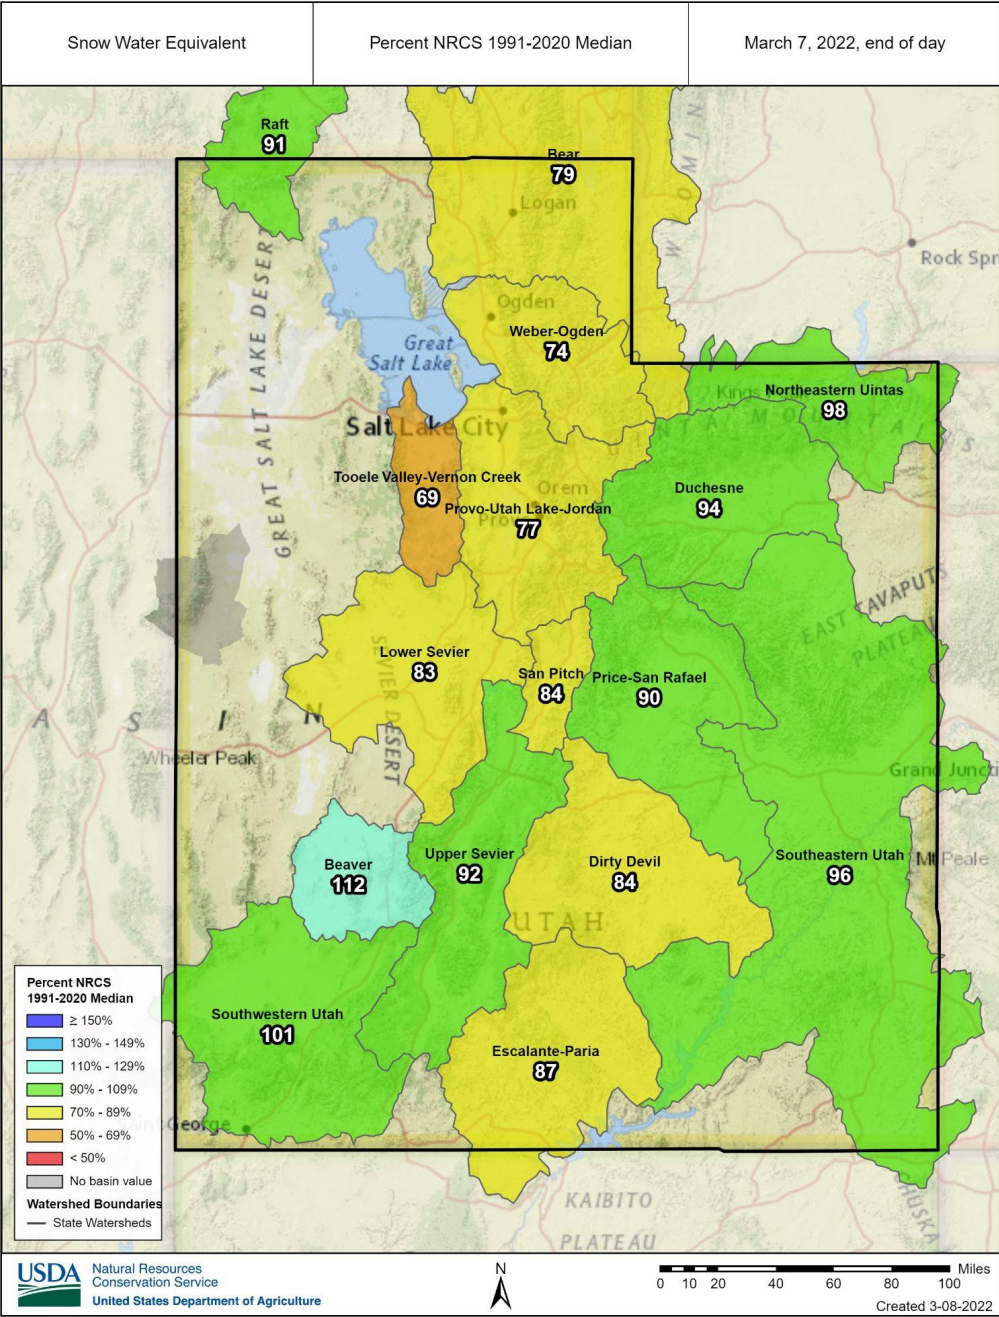 Snow Water Equivalent
Percent NRCS 1991-2020 Median
March 7, 2022, end of day
Raft
91
Bear
79
Logan
Rock Spr
GREAT SALT LAKE DESERT
Ogden
Weber-Ogden
74
Great
Salt Lake
Kings
Northeastern Uintas
98
Salt Lake City
Tooele Valley-Vernon Creek
69
Orem
Provo-Utah Lake-Jordan
77
Duchesne
94
EAST TAVAPUTS
PLATEAU
Lower Sevier
83
SEVIER DESERT
San Pitch
84
Price-San Rafael
90
A S I N
Wheeler Peak
Grand Juncti
Beaver
112
Upper Sevier
92
Dirty Devil
84
Southeastern Utah
96
Mt Peale
UTAH
Southwestern Utah
101
Escalante-Paria
87
Saint George
KAIBITO
PLATEAU
Percent NRCS
1991-2020 Median
≥ 150%
130% - 149%
110% - 129%
90% - 109%
70% - 89%
50% - 69%
< 50%
No basin value
Watershed Boundaries
State Watersheds
USDA
Natural Resources
Conservation Service
United States Department of Agriculture
N
Miles
0 10 20 40 60 80 100
Created 3-08-2022